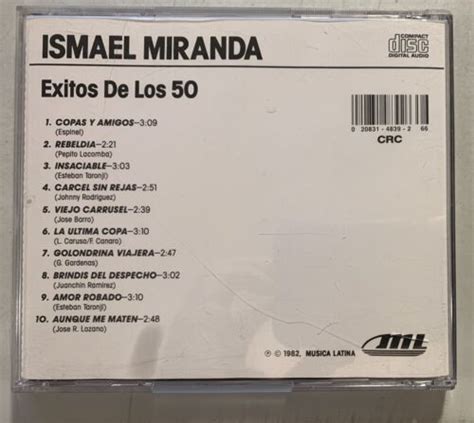 ISMAEL MIRANDA
COMPACT
disc
DIGITAL AUDIO
Exitos De Los 50
1. COPAS Y AMIGOS—3:09
(Espinel)
2. REBELDIA—2:21
(Pepito Lacomba)
3. INSACIABLE—3:03
(Esteban Taronji)
4. CARCEL SIN REJAS—2:51
(Johnny Rodriguez)
5. VIEJO CARRUSEL—2:39
(Jose Barro)
6. LA ULTIMA COPA—3:10
(L. Caruso/F. Canaro)
7. GOLONDRINA VIAJERA—2:47
(G. Gardenas)
8. BRINDIS DEL DESPECHO—3:02
(Juanchin Ramirez)
9. AMOR ROBADO—3:10
(Esteban Taronji)
10. AUNQUE ME MATEN—2:48
(Jose R. Lozano)
0 20831-4839-2 66
CRC
℗ © 1982, MUSICA LATINA
ML